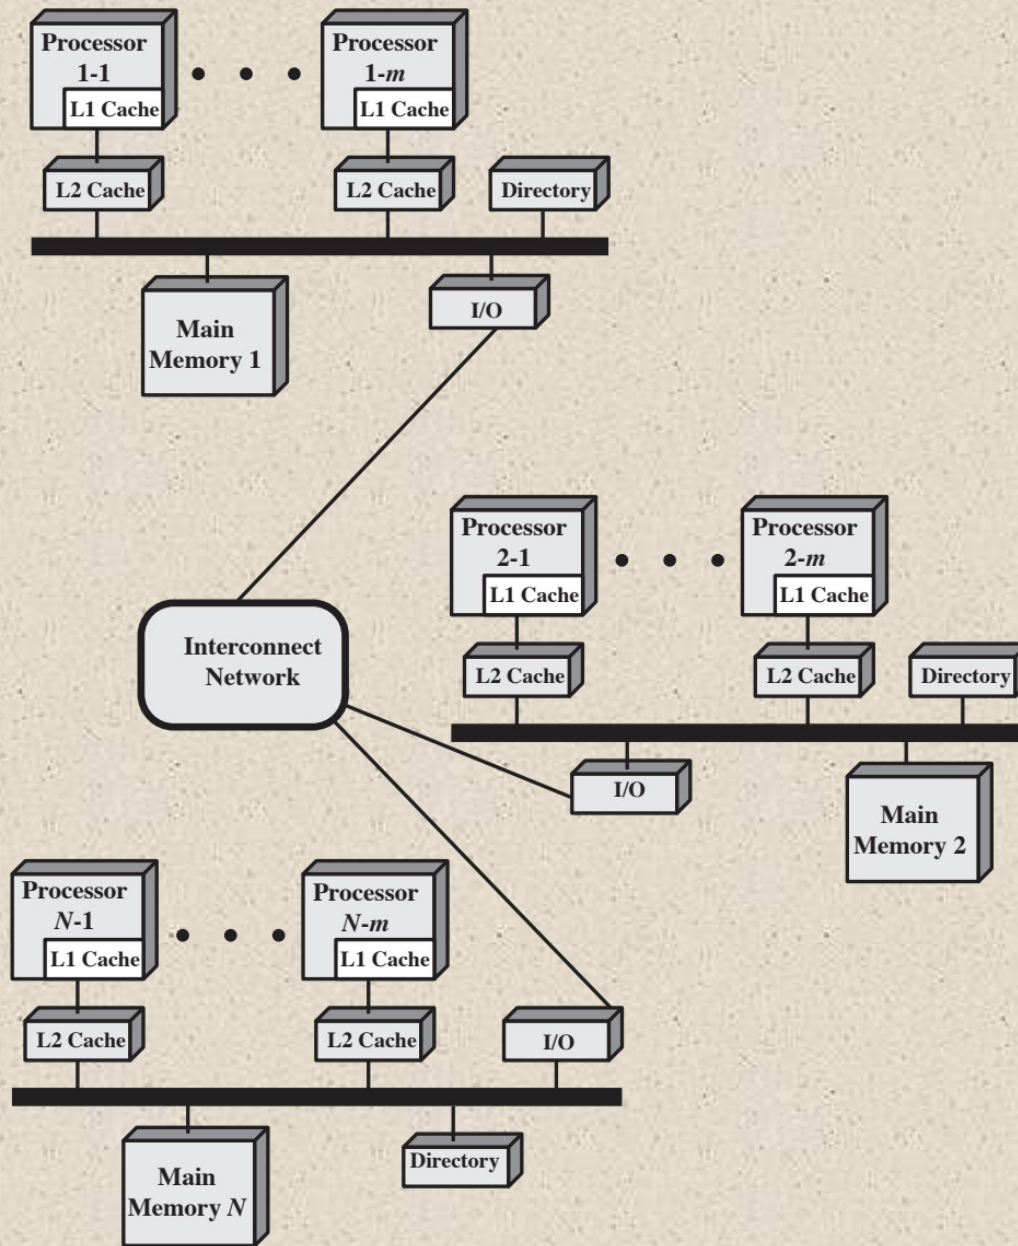 Processor
1-1
L1 Cache
Processor
1-m
L1 Cache
L2 Cache
L2 Cache
Directory
Main
Memory 1
I/O
Processor
2-1
L1 Cache
Processor
2-m
L1 Cache
Interconnect
Network
L2 Cache
L2 Cache
Directory
I/O
Main
Memory 2
Processor
N-1
L1 Cache
Processor
N-m
L1 Cache
L2 Cache
L2 Cache
I/O
Main
Memory N
Directory